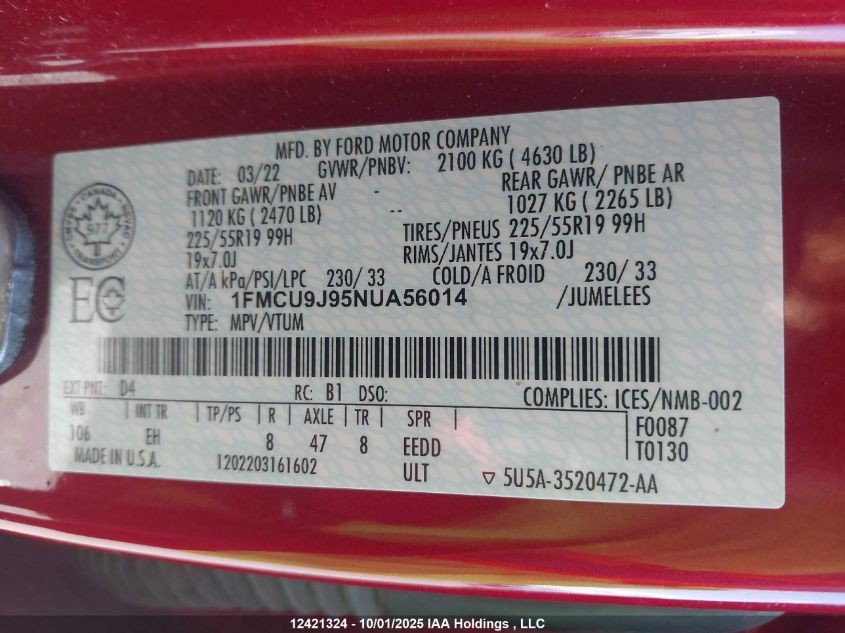 MFD. BY FORD MOTOR COMPANY
DATE: 03/22 GVWR/PNBV: 2100 KG ( 4630 LB)
FRONT GAWR/PNBE AV - REAR GAWR/ PNBE AR
1120 KG ( 2470 LB) -- 1027 KG ( 2265 LB)
225/55R19 99H TIRES/PNEUS 225/55R19 99H
19x7.0J RIMS/JANTES 19x7.0J
AT/A kPa/PSI/LPC 230/ 33 COLD/A FROID 230/ 33
VIN: 1FMCU9J95NUA56014 /JUMELEES
TYPE: MPV/VTUM
CANADA
977
TRANSPORT
EC
EXT PNT: D4 RC: B1 DSO: COMPLIES: ICES/NMB-002
WB INT TR TP/PS R AXLE TR SPR F0087
106 EH 8 47 8 EEDD T0130
MADE IN U.S.A. 1202203161602 ULT 5U5A-3520472-AA
12421324 - 10/01/2025 IAA Holdings , LLC